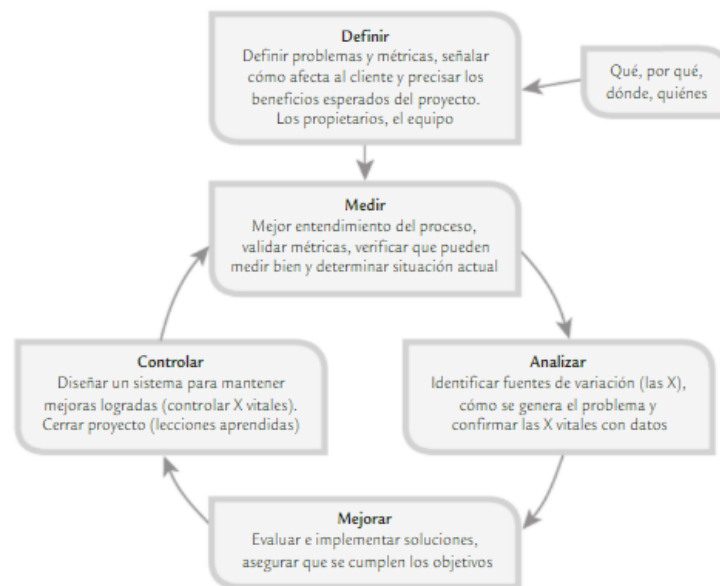 Definir
Definir problemas y métricas, señalar
cómo afecta al cliente y precisar los
beneficios esperados del proyecto.
Los propietarios, el equipo
Qué, por qué,
dónde, quiénes
Medir
Mejor entendimiento del proceso,
validar métricas, verificar que pueden
medir bien y determinar situación actual
Controlar
Diseñar un sistema para mantener
mejoras logradas (controlar X vitales).
Cerrar proyecto (lecciones aprendidas)
Analizar
Identificar fuentes de variación (las X),
cómo se genera el problema y
confirmar las X vitales con datos
Mejorar
Evaluar e implementar soluciones,
asegurar que se cumplen los objetivos